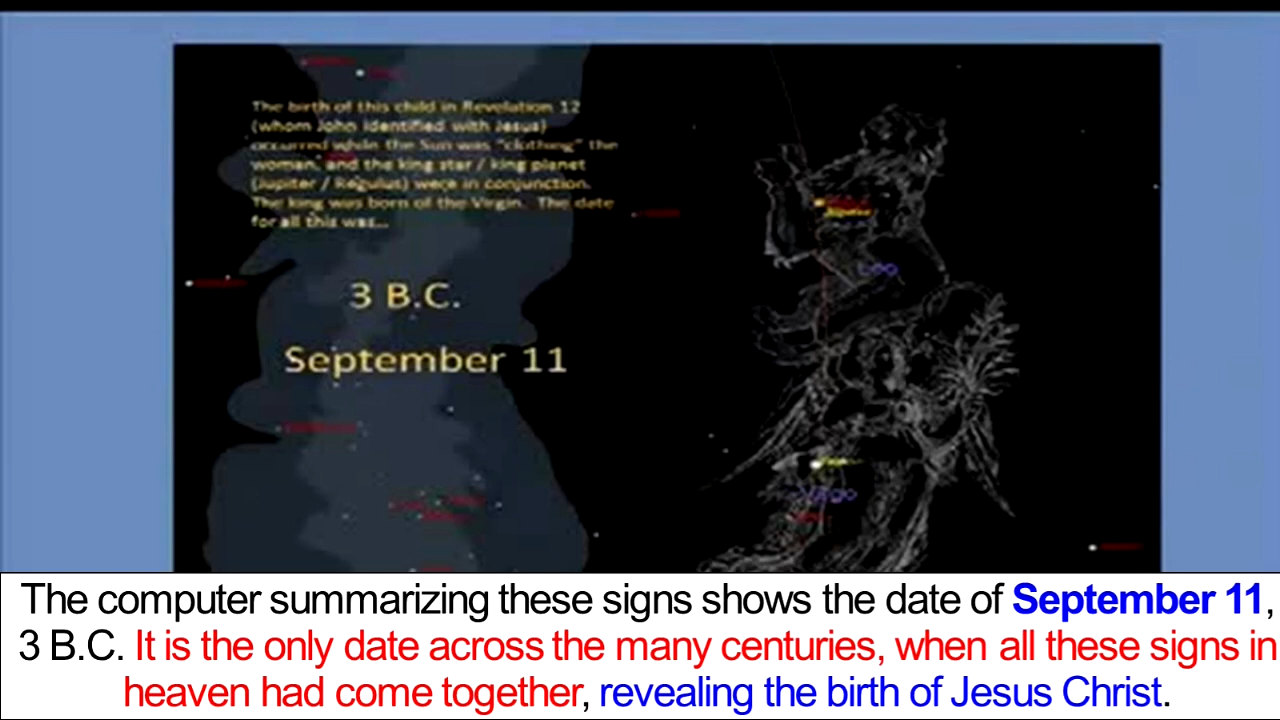 The birth of this child in Revelation 12
(whom John identified with Jesus)
occurred while the Sun was "clothing" the
woman, and the king star / king planet
(Jupiter / Regulus) were in conjunction.
The king was born of the Virgin. The date
for all this was...
3 B.C.
September 11
Jupiter
Leo
Virgo
The computer summarizing these signs shows the date of September 11,
3 B.C. It is the only date across the many centuries, when all these signs in
heaven had come together, revealing the birth of Jesus Christ.